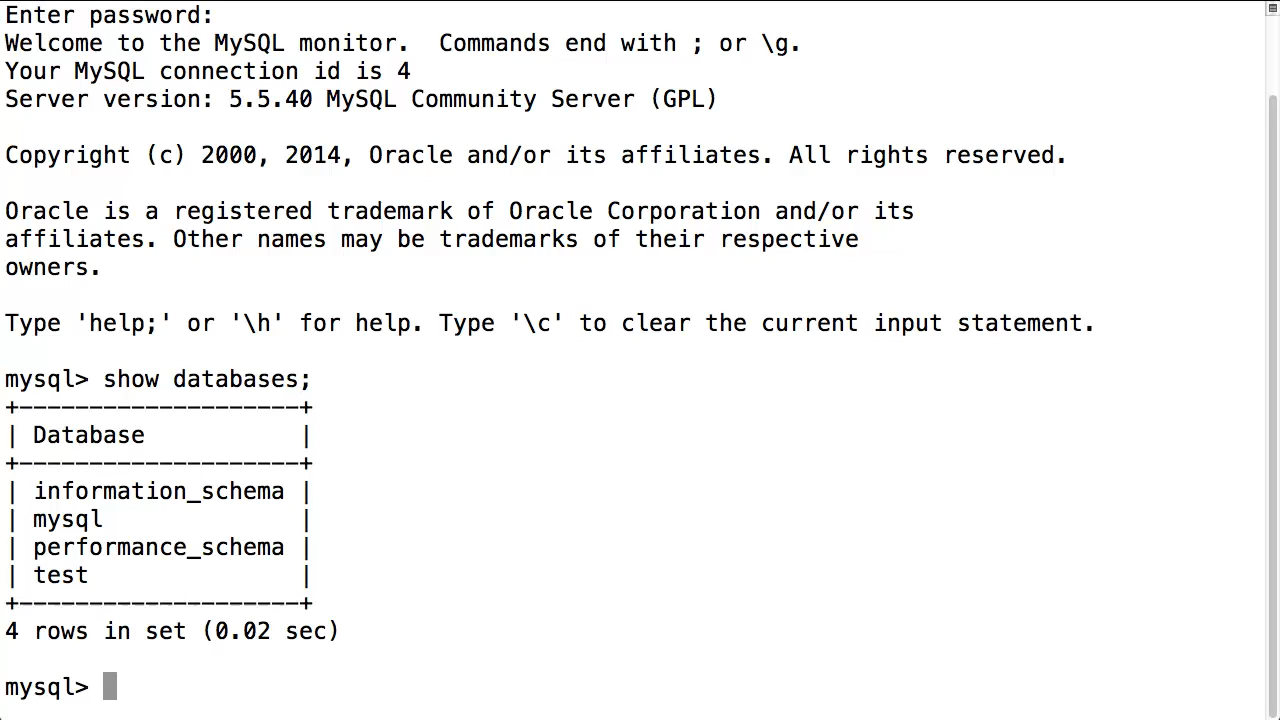 Enter password:
Welcome to the MySQL monitor.  Commands end with ; or \g.
Your MySQL connection id is 4
Server version: 5.5.40 MySQL Community Server (GPL)
Copyright (c) 2000, 2014, Oracle and/or its affiliates. All rights reserved.
Oracle is a registered trademark of Oracle Corporation and/or its
affiliates. Other names may be trademarks of their respective
owners.
Type 'help;' or '\h' for help. Type '\c' to clear the current input statement.
mysql> show databases;
+--------------------+
| Database           |
+--------------------+
| information_schema |
| mysql              |
| performance_schema |
| test               |
+--------------------+
4 rows in set (0.02 sec)
mysql>